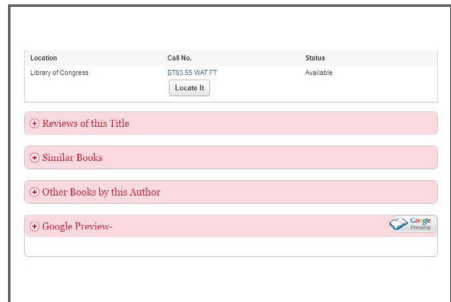 Location Call No. Status
Library of Congress BT83.55 WAT FT Available
Locate It
Reviews of this Title
Similar Books
Other Books by this Author
Google Preview-
Google
Preview